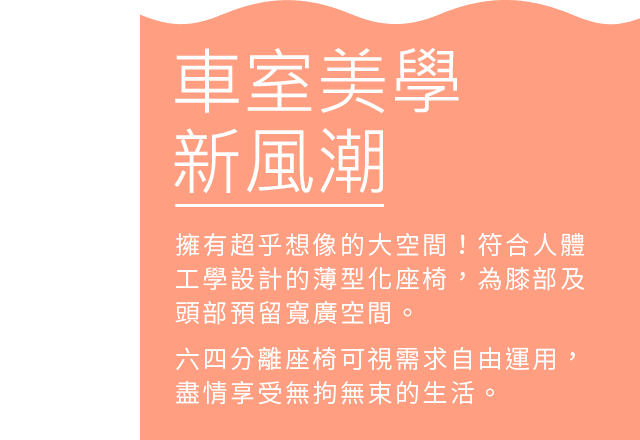 車室美學
新風潮
擁有超乎想像的大空間！符合人體
工學設計的薄型化座椅，為膝部及
頭部預留寬廣空間。
六四分離座椅可視需求自由運用，
盡情享受無拘無束的生活。